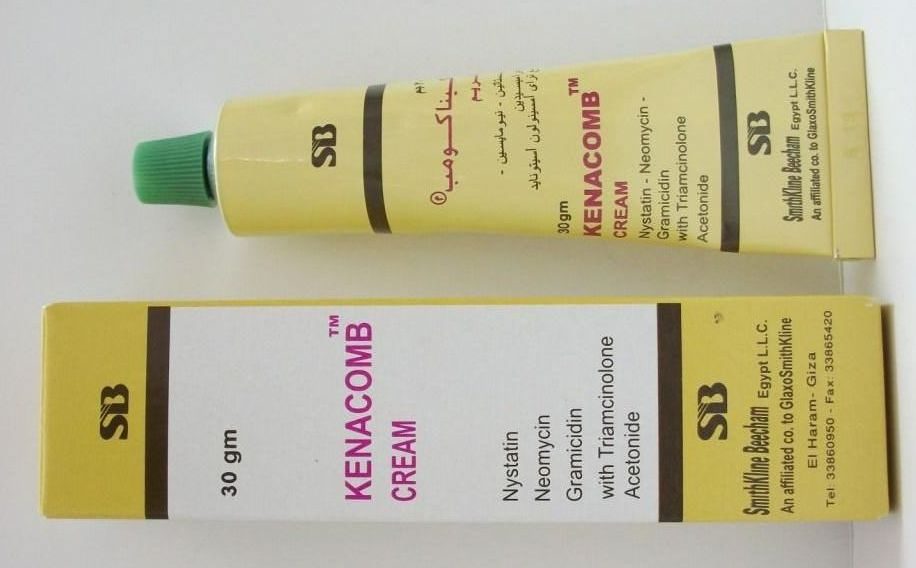 SB
كيناكومب
30gm
KENACOMB™
CREAM
Nystatin - Neomycin -
Gramicidin
with Triamcinolone
Acetonide
SB
SmithKline Beecham Egypt L.L.C.
An affiliated co. to GlaxoSmithKline
SB
30 gm
KENACOMB™
CREAM
Nystatin
Neomycin
Gramicidin
with Triamcinolone
Acetonide
SB
SmithKline Beecham Egypt L.L.C.
An affiliated co. to GlaxoSmithKline
El Haram- Giza
Tel: 33860950 - Fax: 33865420